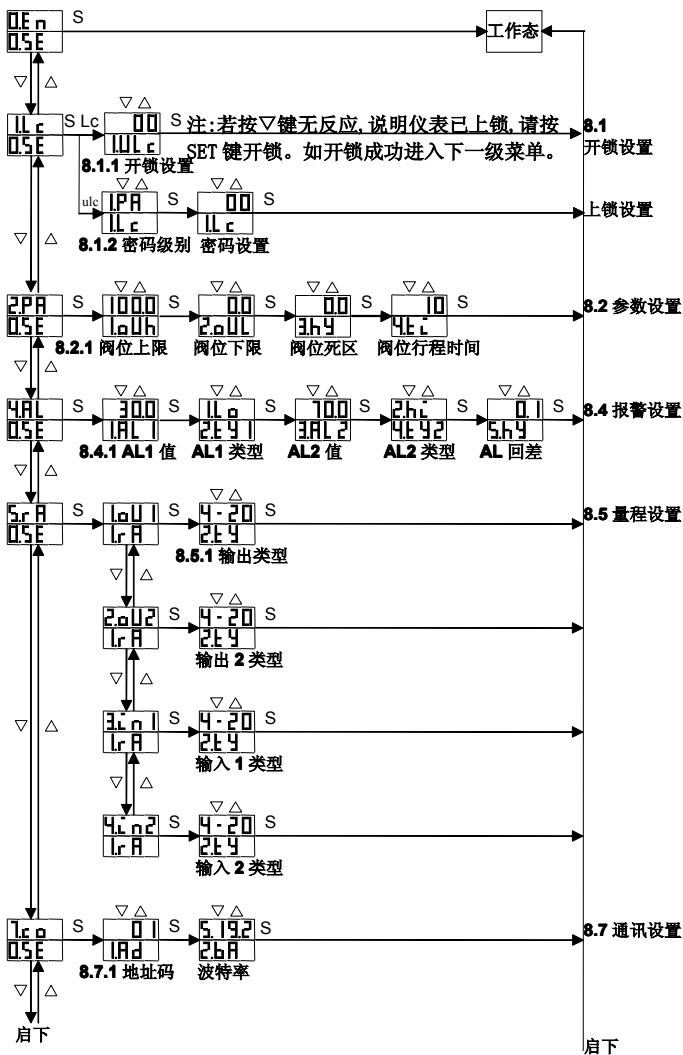 0.En S
0.SE
工作态
▽ △
▽ △
1.Lc S Lc 00 S 注:若按▽键无反应,说明仪表已上锁,请按 8.1
0.SE 1.ULc SET 键开锁。如开锁成功进入下一级菜单。 开锁设置
8.1.1 开锁设置
▽ △ ▽ △
ulc 1.PA S 00 S 上锁设置
1.Lc 1.Lc
▽ △ 8.1.2 密码级别 密码设置
▽ △ ▽ △ ▽ △ ▽ △
2.PA S 100.0 S 0.0 S 0.0 S 10 S 8.2 参数设置
0.SE 1.oUh 2.oUL 3.hy 4.ti
8.2.1 阀位上限 阀位下限 阀位死区 阀位行程时间
▽ △
▽ △ ▽ △ ▽ △ ▽ △ ▽ △
4.AL S 30.0 S 1.Lo S 70.0 S 2.hi S 0.1 S 8.4 报警设置
0.SE 1.AL1 2.ty1 3.AL2 4.ty2 5.hy
8.4.1 AL1 值 AL1 类型 AL2 值 AL2 类型 AL 回差
▽ △
▽ △
5.rA S 1.oU1 S 4-20 S 8.5 量程设置
0.SE 1.rA 2.ty
8.5.1 输出类型
▽ △
▽ △
2.oU2 S 4-20 S
1.rA 2.ty
输出 2 类型
▽ △
▽ △
3.in1 S 4-20 S
▽ △ 1.rA 2.ty
输入 1 类型
▽ △
▽ △
4.in2 S 4-20 S
1.rA 2.ty
输入 2 类型
▽ △ ▽ △
7.co S 01 S 5.19.2 S 8.7 通讯设置
0.SE 1.Ad 2.bA
8.7.1 地址码 波特率
▽ △
启下 启下